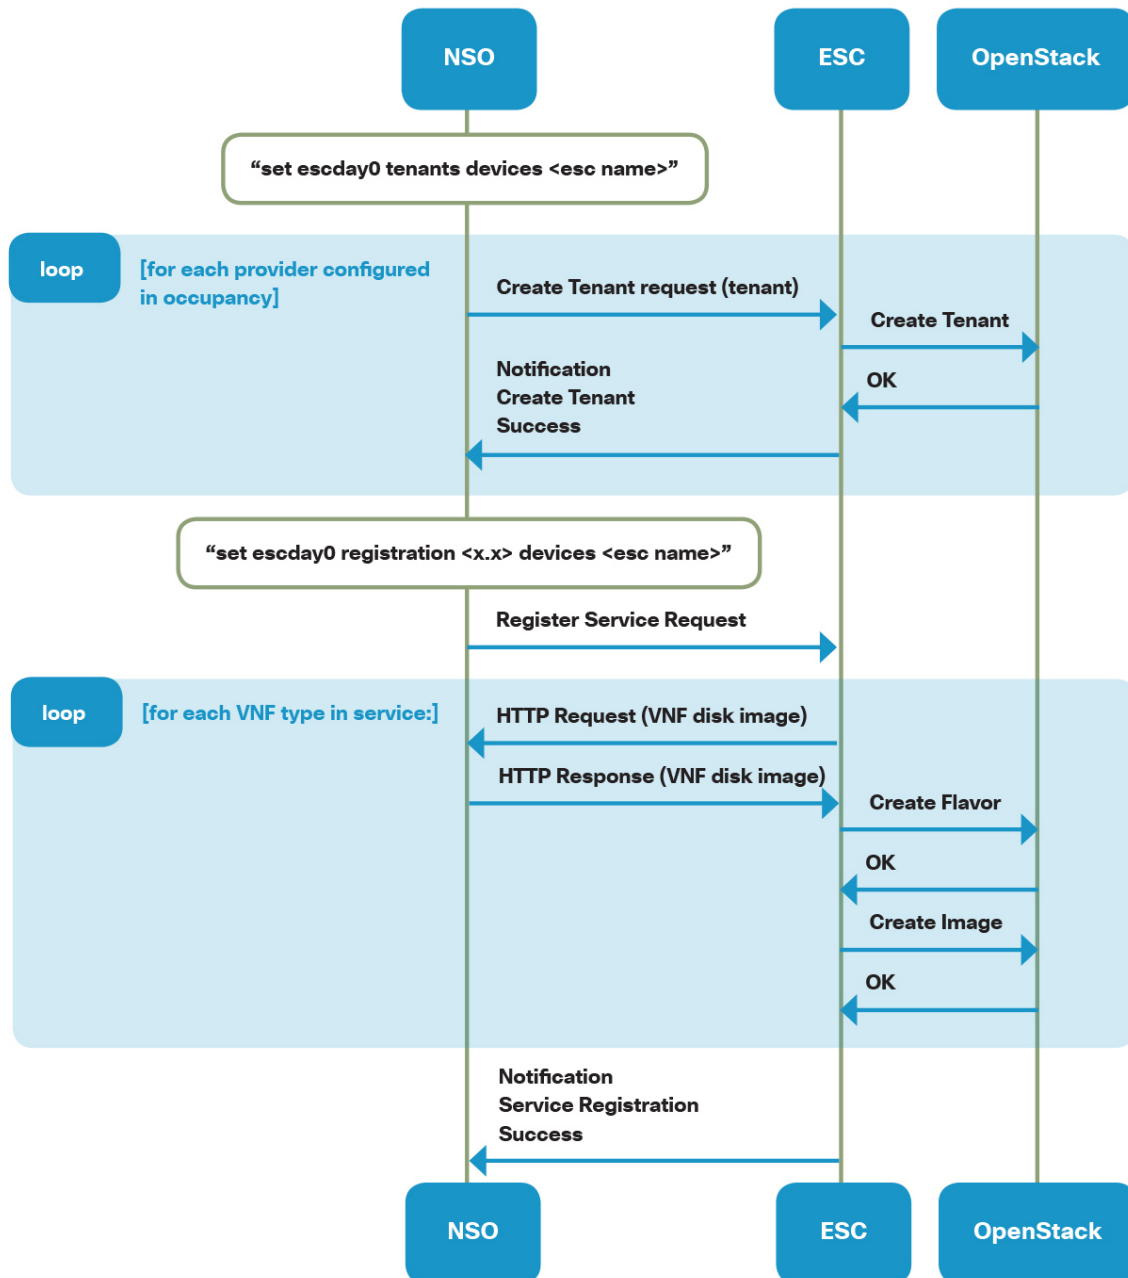 NSO
ESC
OpenStack
“set escday0 tenants devices <esc name>”
loop
[for each provider configured
in occupancy]
Create Tenant request (tenant)
Create Tenant
Notification
Create Tenant
Success
OK
“set escday0 registration <x.x> devices <esc name>”
Register Service Request
loop
[for each VNF type in service:]
HTTP Request (VNF disk image)
HTTP Response (VNF disk image)
Create Flavor
OK
Create Image
OK
Notification
Service Registration
Success
NSO
ESC
OpenStack